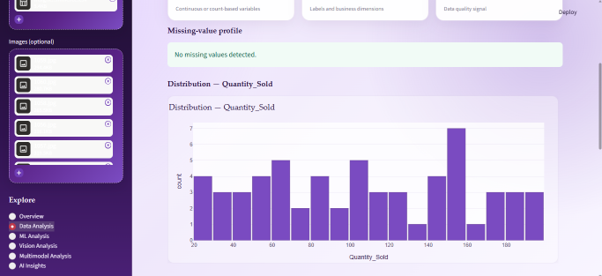 Images (optional)
Explore
Overview
Data Analysis
ML Analysis
Vision Analysis
Multimodal Analysis
AI Insights
Deploy
Continuous or count-based variables
Labels and business dimensions
Data quality signal
Missing-value profile
No missing values detected.
Distribution — Quantity_Sold
Distribution — Quantity_Sold
count
7
6
5
4
3
2
1
0
20 40 60 80 100 120 140 160 180
Quantity_Sold